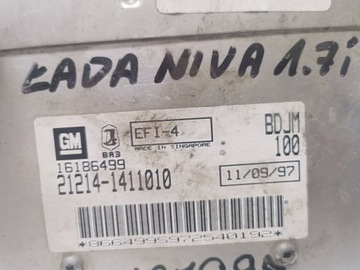 ŁADA NIVA 1.7i
GM
ВАЗ
EFI-4
MADE IN SINGAPORE
BDJM
100
16186499
21214-1411010
11/09/97
*8664995972540192*